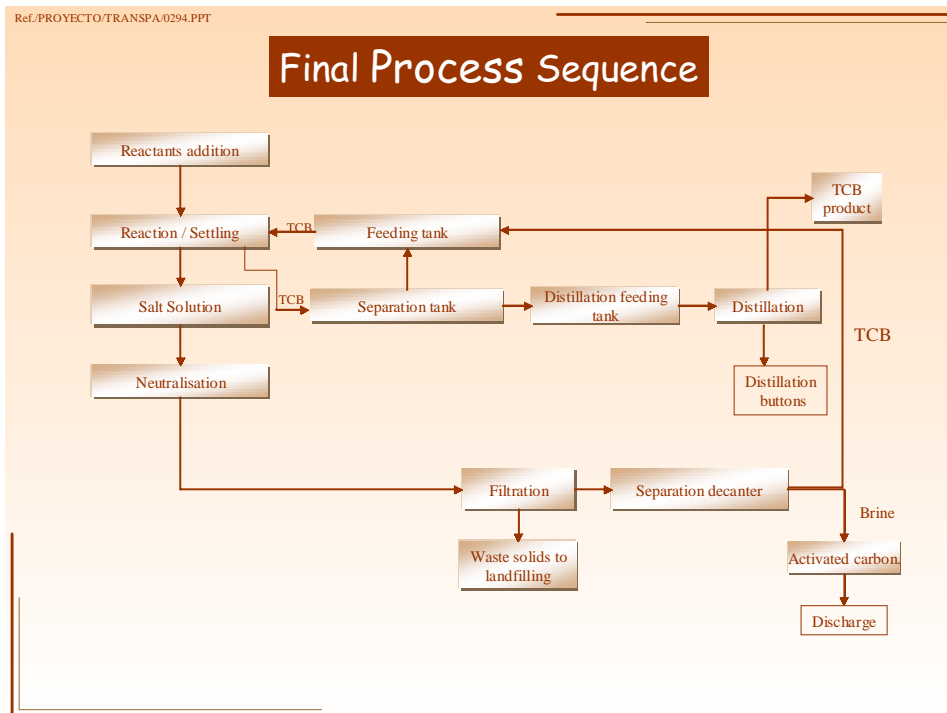 Ref./PROYECTO/TRANSPA/0294.PPT
Final Process Sequence
Reactants addition
TCB
product
Reaction / Settling
TCB
Feeding tank
Salt Solution
TCB
Separation tank
Distillation feeding
tank
Distillation
TCB
Neutralisation
Distillation
buttons
Filtration
Separation decanter
Brine
Waste solids to
landfilling
Activated carbon.
Discharge